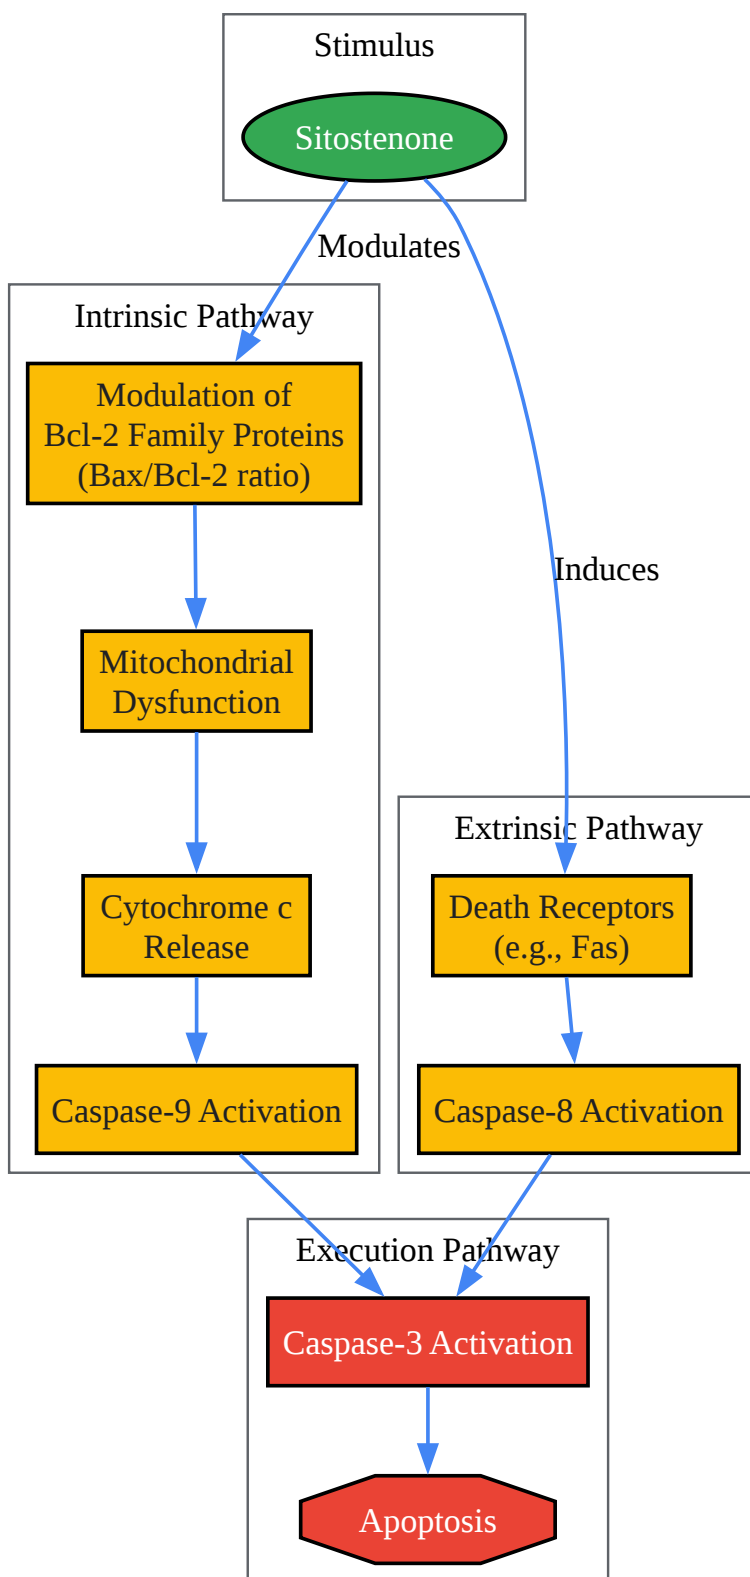 Stimulus
Sitostenone
Modulates
Intrinsic Pathway
Modulation of
Bcl-2 Family Proteins
(Bax/Bcl-2 ratio)
Induces
Mitochondrial
Dysfunction
Extrinsic Pathway
Cytochrome c
Release
Death Receptors
(e.g., Fas)
Caspase-9 Activation
Caspase-8 Activation
Execution Pathway
Caspase-3 Activation
Apoptosis